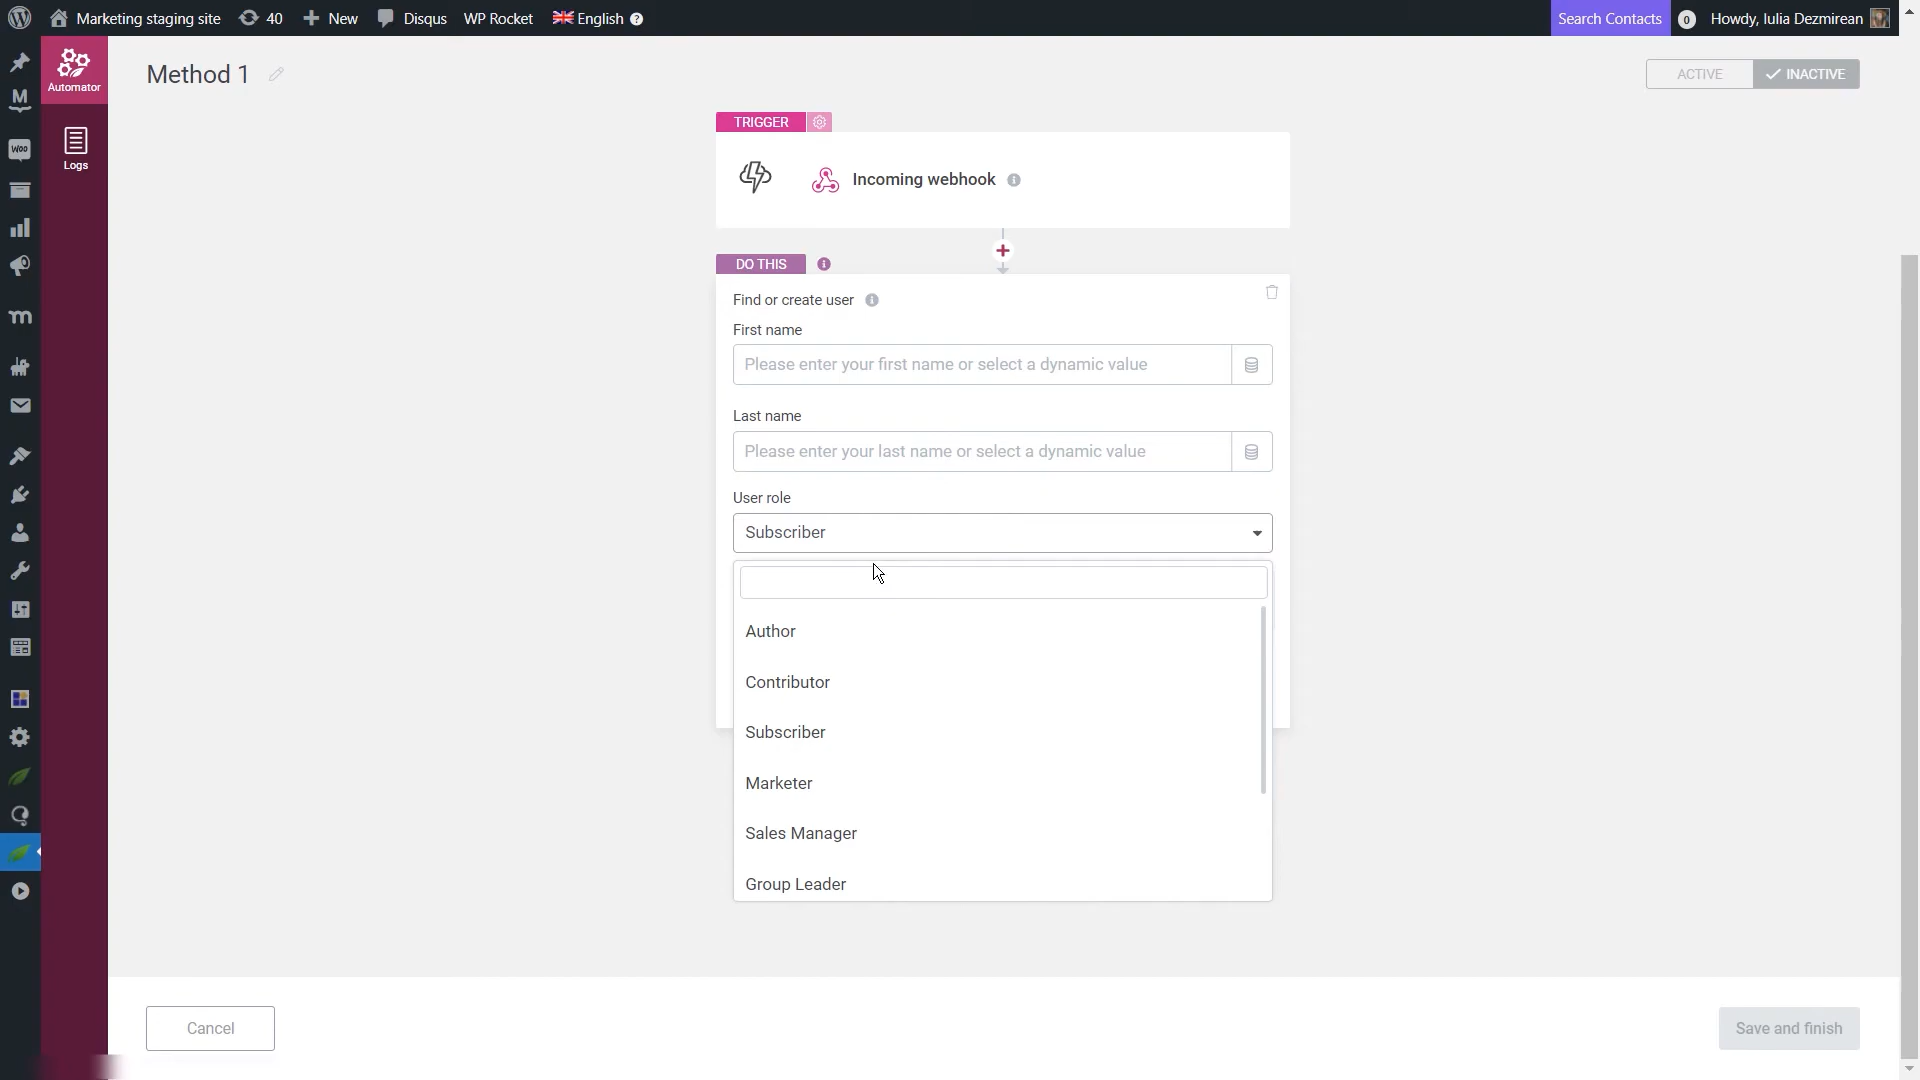 Marketing staging site 40 New Disqus WP Rocket English ? Search Contacts 0 Howdy, Iulia Dezmirean
Automator
Logs
M
Woo
m
Method 1
ACTIVE INACTIVE
TRIGGER
Incoming webhook
DO THIS
Find or create user
First name
Please enter your first name or select a dynamic value
Last name
Please enter your last name or select a dynamic value
User role
Subscriber
Author
Contributor
Subscriber
Marketer
Sales Manager
Group Leader
Cancel
Save and finish